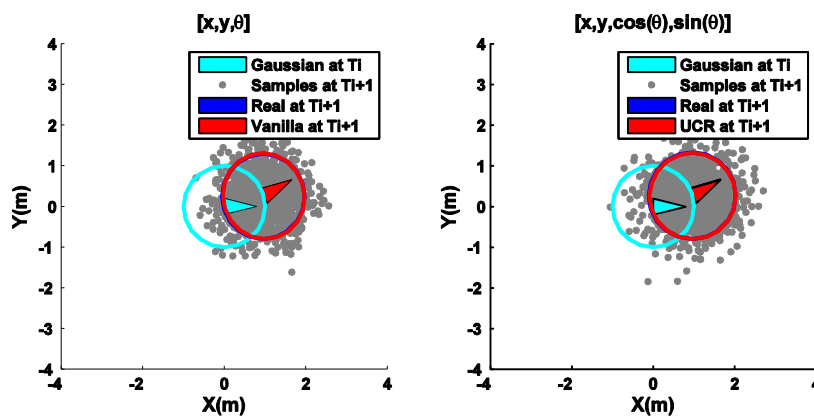 [x,y,θ]
Gaussian at Ti
Samples at Ti+1
Real at Ti+1
Vanilla at Ti+1
4
3
2
1
0
-1
-2
-3
-4
Y(m)
-4
-2
0
2
4
X(m)
[x,y,cos(θ),sin(θ)]
Gaussian at Ti
Samples at Ti+1
Real at Ti+1
UCR at Ti+1
4
3
2
1
0
-1
-2
-3
-4
Y(m)
-4
-2
0
2
4
X(m)